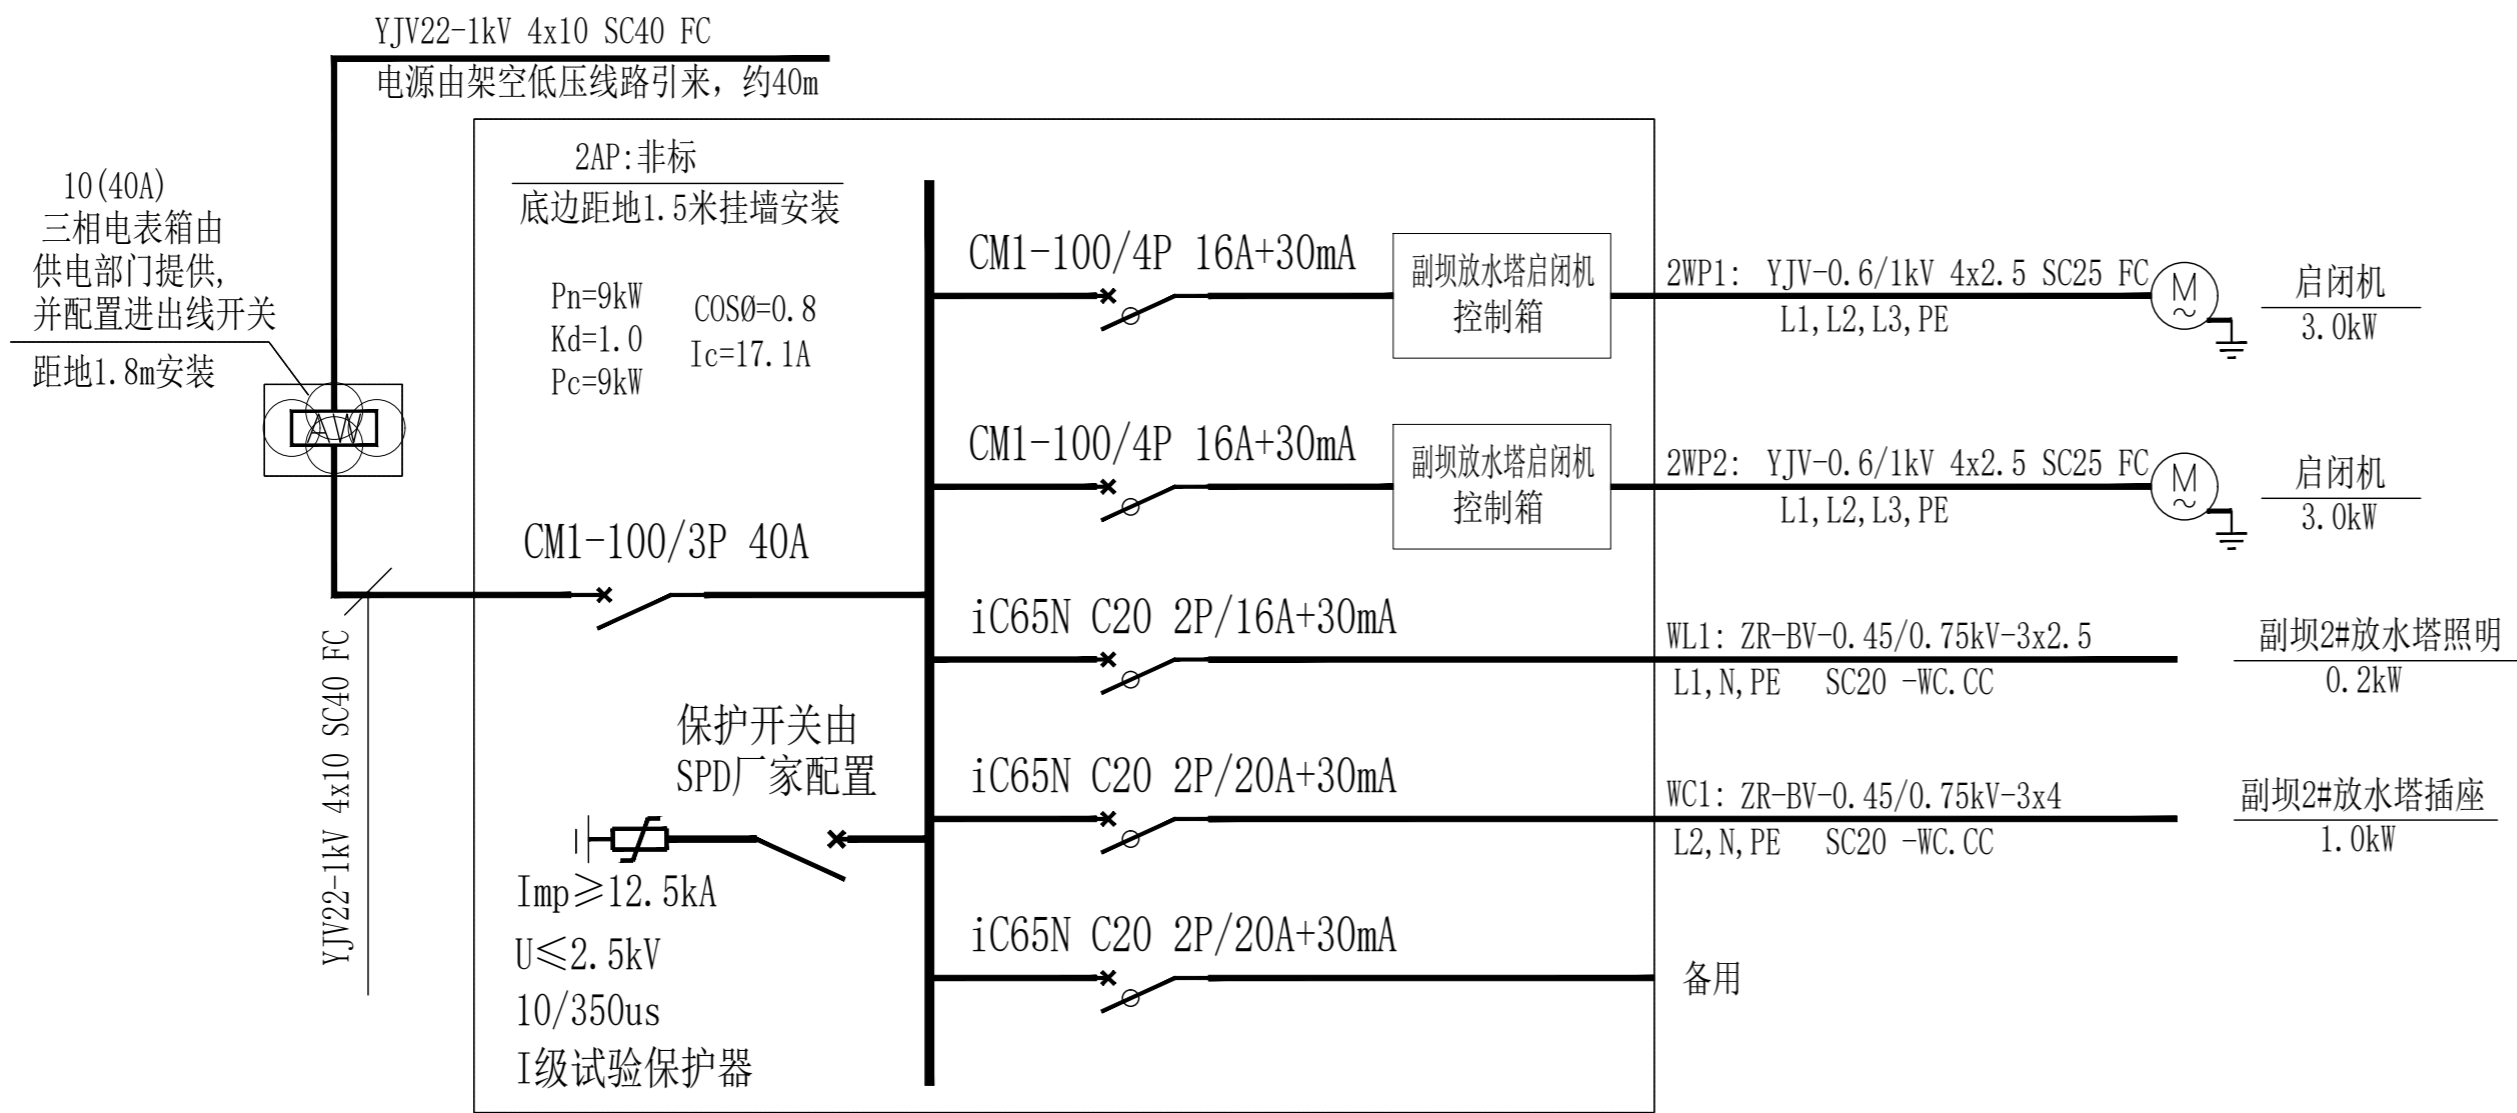 YJV22-1kV 4x10 SC40 FC
电源由架空低压线路引来，约40m
10(40A)
三相电表箱由
供电部门提供,
并配置进出线开关
距地1.8m安装
AW
YJV22-1kV 4x10 SC40 FC
2AP:非标
底边距地1.5米挂墙安装
Pn=9kW
Kd=1.0
Pc=9kW
COSØ=0.8
Ic=17.1A
CM1-100/3P 40A
保护开关由
SPD厂家配置
Imp≥12.5kA
U≤2.5kV
10/350us
I级试验保护器
CM1-100/4P 16A+30mA
副坝放水塔启闭机
控制箱
2WP1: YJV-0.6/1kV 4x2.5 SC25 FC
L1,L2,L3,PE
M
~
启闭机
3.0kW
CM1-100/4P 16A+30mA
副坝放水塔启闭机
控制箱
2WP2: YJV-0.6/1kV 4x2.5 SC25 FC
L1,L2,L3,PE
M
~
启闭机
3.0kW
iC65N C20 2P/16A+30mA
WL1: ZR-BV-0.45/0.75kV-3x2.5
L1,N,PE SC20 -WC.CC
副坝2#放水塔照明
0.2kW
iC65N C20 2P/20A+30mA
WC1: ZR-BV-0.45/0.75kV-3x4
L2,N,PE SC20 -WC.CC
副坝2#放水塔插座
1.0kW
iC65N C20 2P/20A+30mA
备用